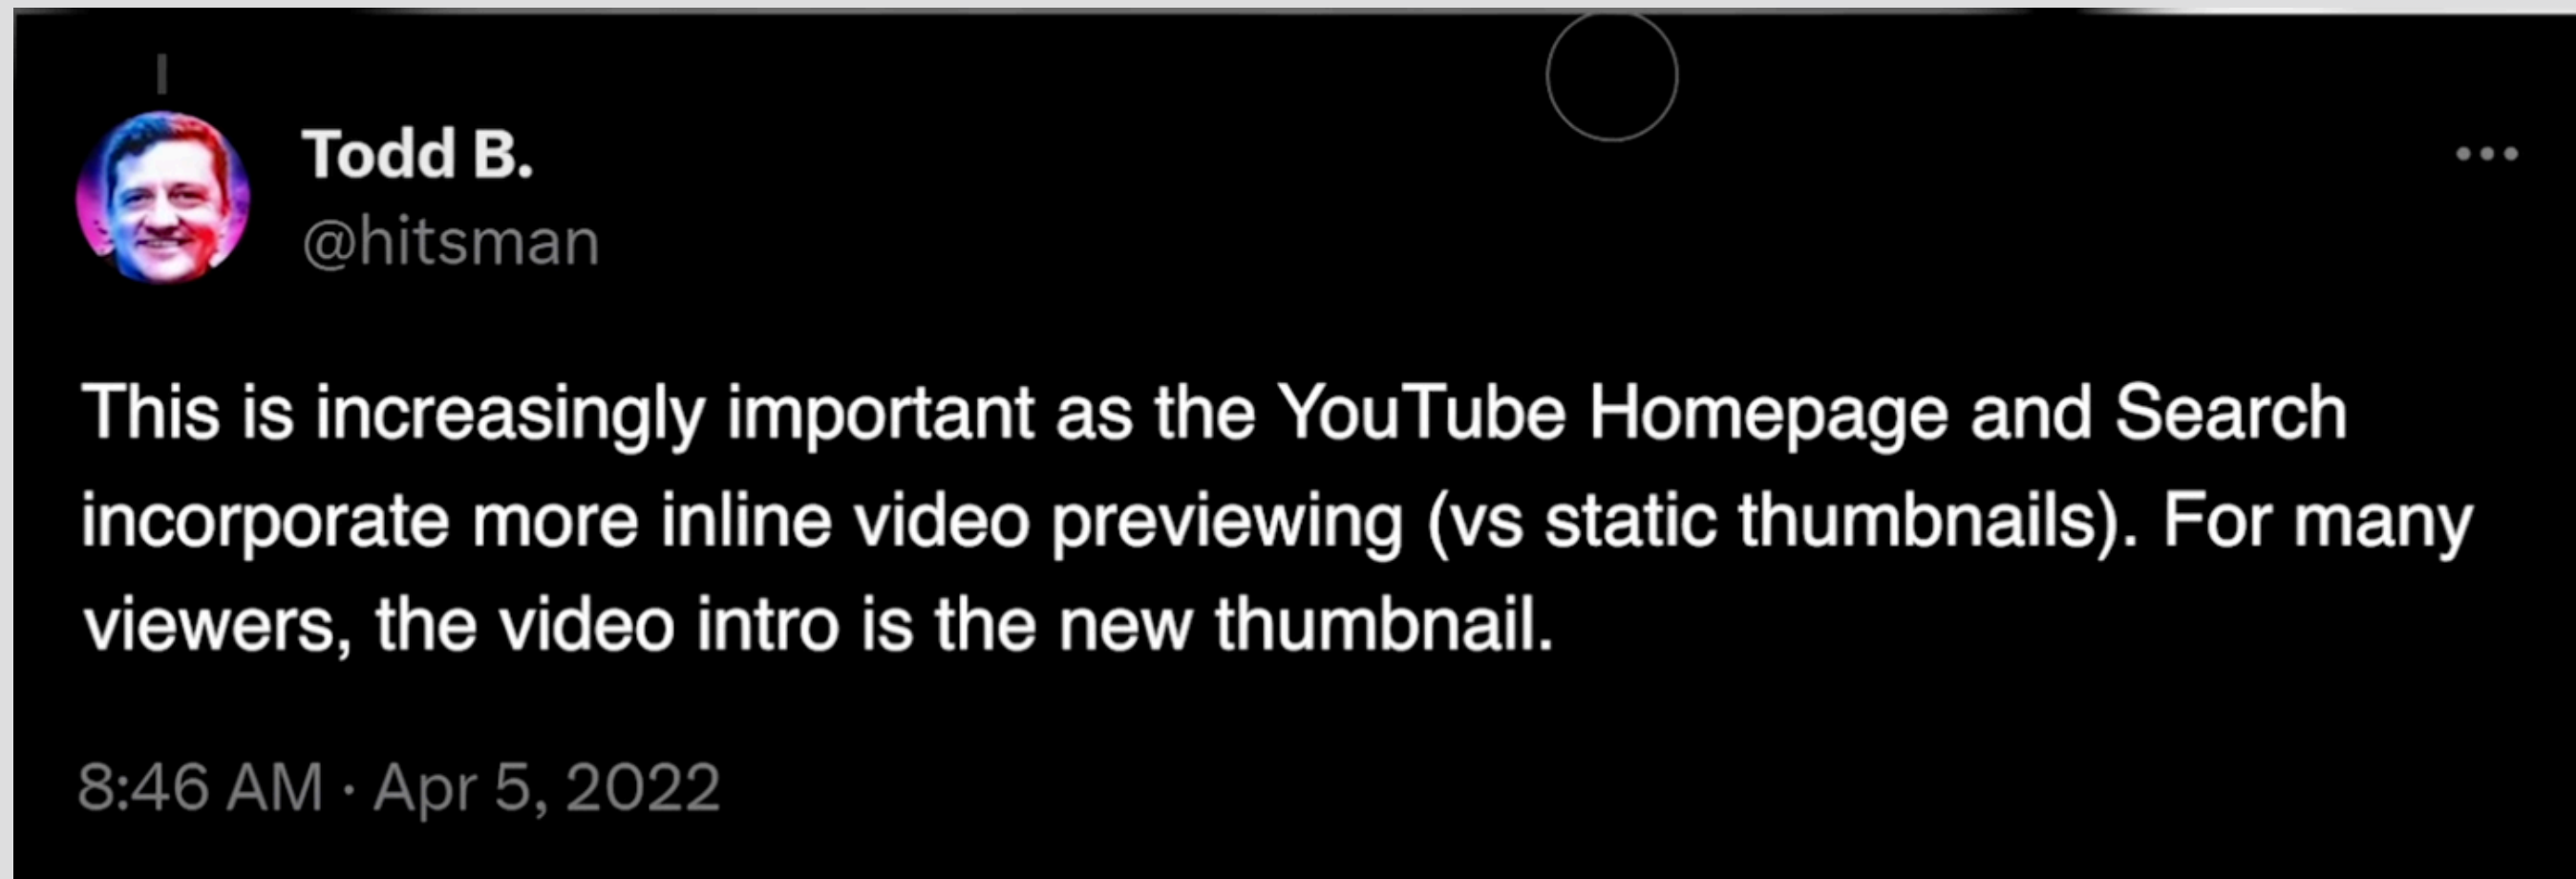 Todd B.
@hitsman
This is increasingly important as the YouTube Homepage and Search
incorporate more inline video previewing (vs static thumbnails). For many
viewers, the video intro is the new thumbnail.
8:46 AM · Apr 5, 2022